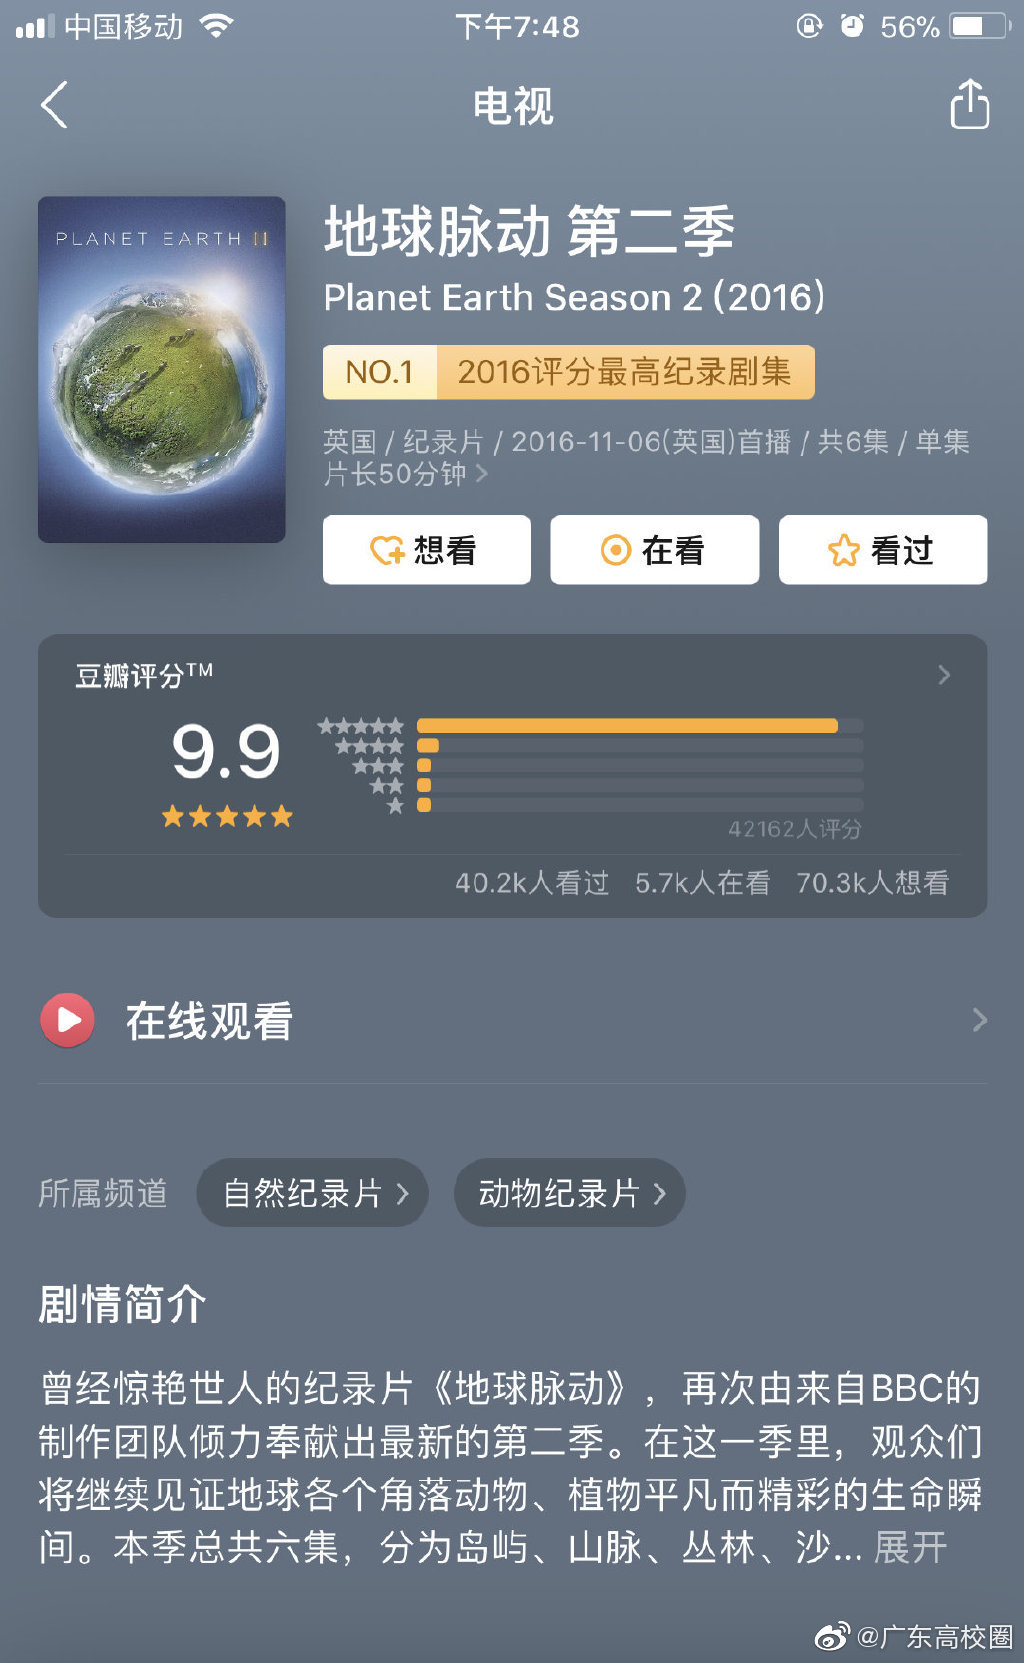 中国移动
下午7:48
56%
电视
PLANET EARTH II
地球脉动 第二季
Planet Earth Season 2 (2016)
NO.1 2016评分最高纪录剧集
英国 / 纪录片 / 2016-11-06(英国)首播 / 共6集 / 单集
片长50分钟
想看
在看
看过
豆瓣评分™
9.9
42162人评分
40.2k人看过 5.7k人在看 70.3k人想看
在线观看
所属频道
自然纪录片
动物纪录片
剧情简介
曾经惊艳世人的纪录片《地球脉动》，再次由来自BBC的
制作团队倾力奉献出最新的第二季。在这一季里，观众们
将继续见证地球各个角落动物、植物平凡而精彩的生命瞬
间。本季总共六集，分为岛屿、山脉、丛林、沙... 展开
@广东高校圈